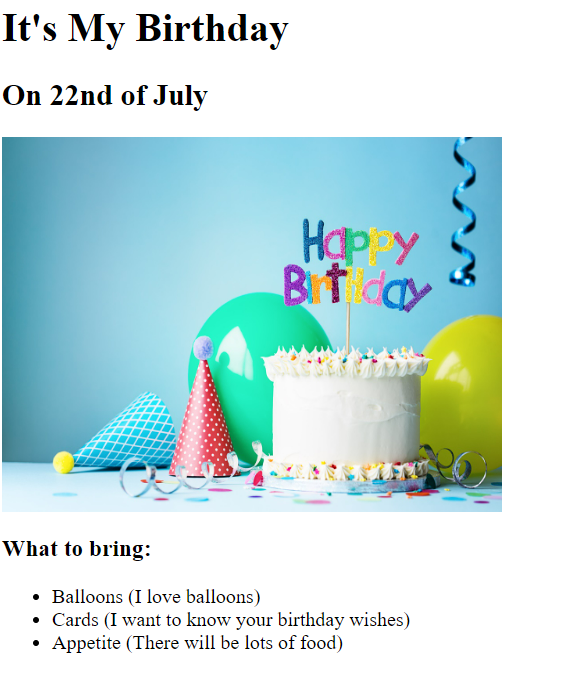 It's My Birthday
On 22nd of July
Happy
Birthday
What to bring:
Balloons (I love balloons)
Cards (I want to know your birthday wishes)
Appetite (There will be lots of food)